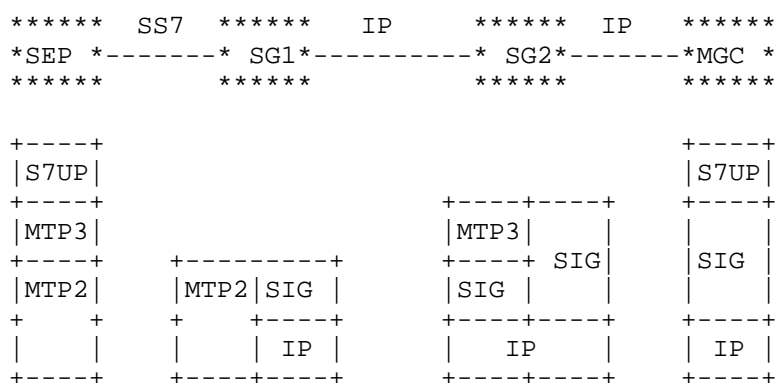 ******   SS7   ******    IP       ******   IP   ******
*SEP *-------* SG1*----------* SG2*-------*MGC *
******        ******             ******        ******
+----+                                        +----+
|S7UP|                                        |S7UP|
+----+                     +----+----+    +----+
|MTP3|                     |MTP3|    |    |    |
+----+    +---------+      +----+ SIG|    |SIG |
|MTP2|    |MTP2|SIG |      |SIG |    |    |    |
+    +    +    +----+      +----+----+    +----+
|    |    |    | IP |      |   IP    |    | IP |
+----+    +----+----+      +----+----+    +----+